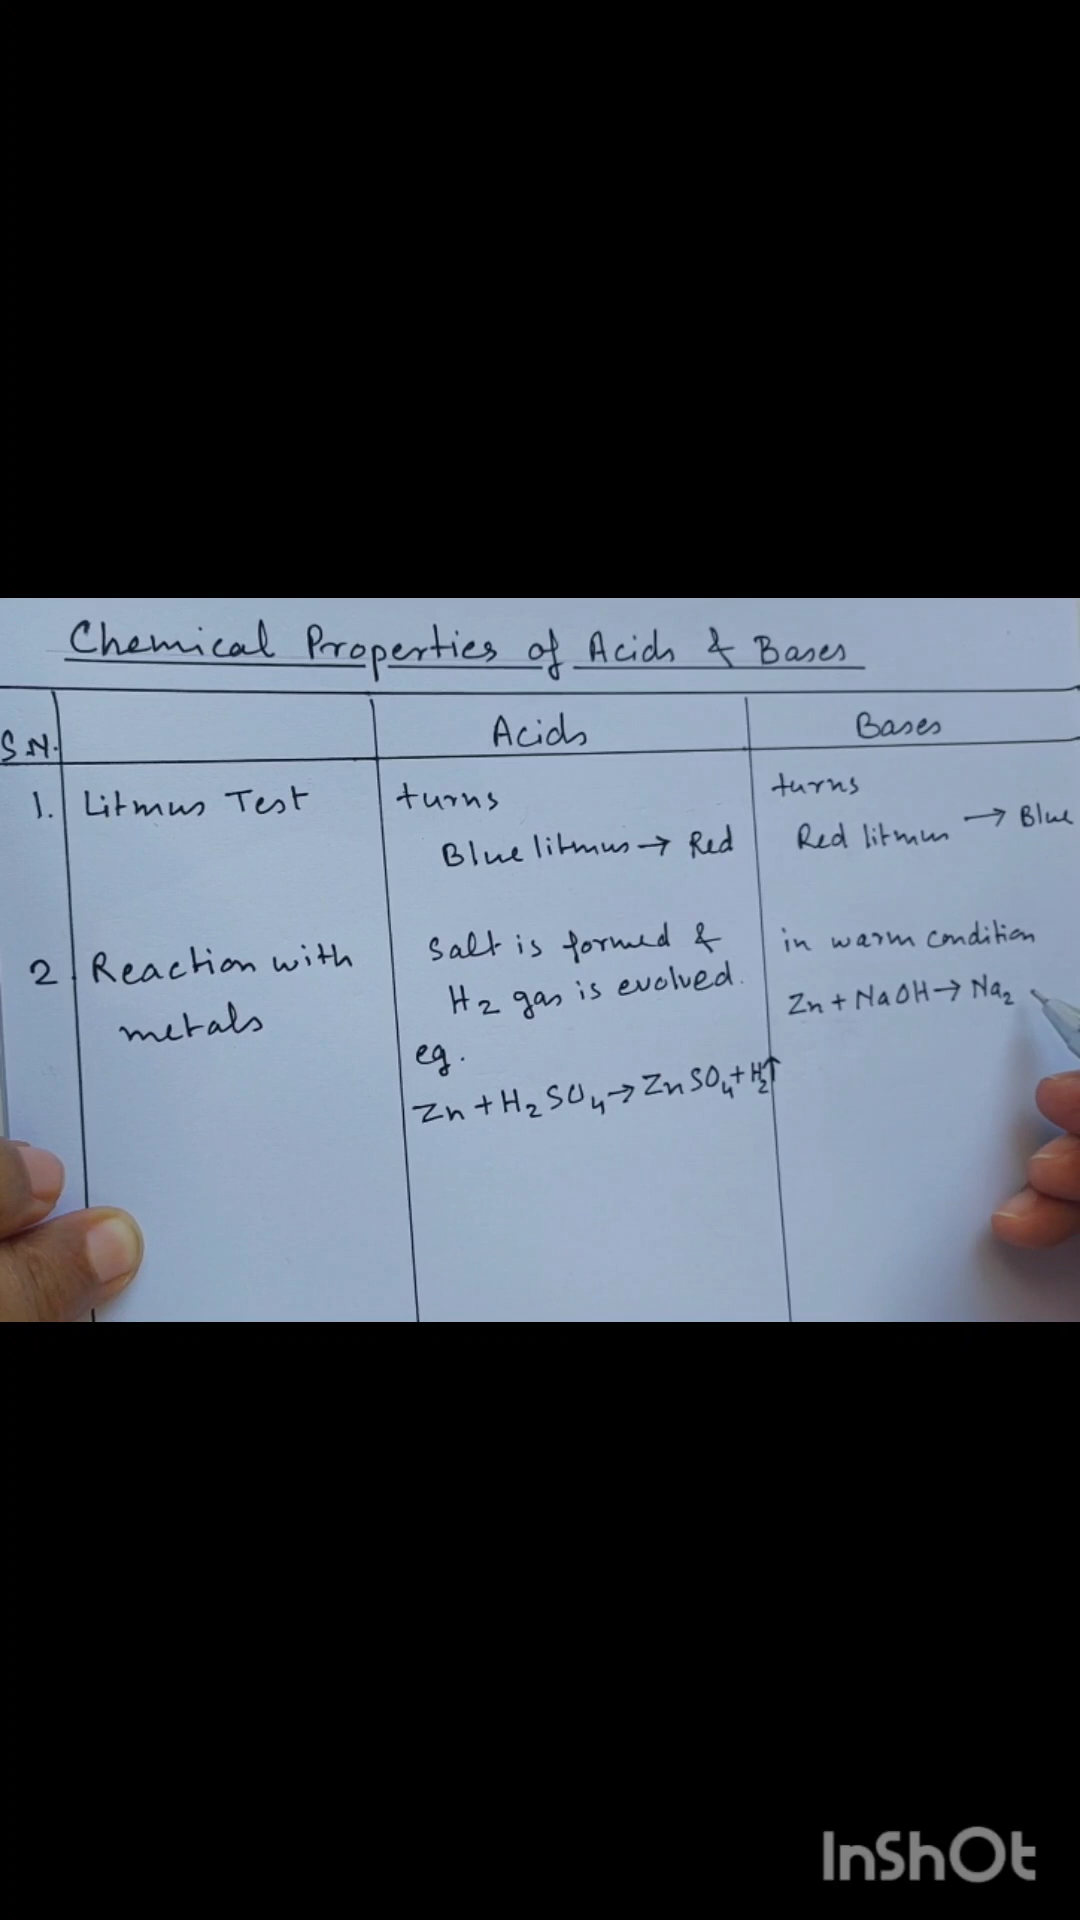 Chemical Properties of Acids & Bases
S.N.
Acids
Bases
1. Litmus Test
turns
Blue litmus → Red
turns
Red litmus → Blue
2. Reaction with
metals
Salt is formed &
H₂ gas is evolved.
eg.
Zn + H₂SO₄ → ZnSO₄ + H₂↑
in warm condition
Zn + NaOH → Na₂
InShOt